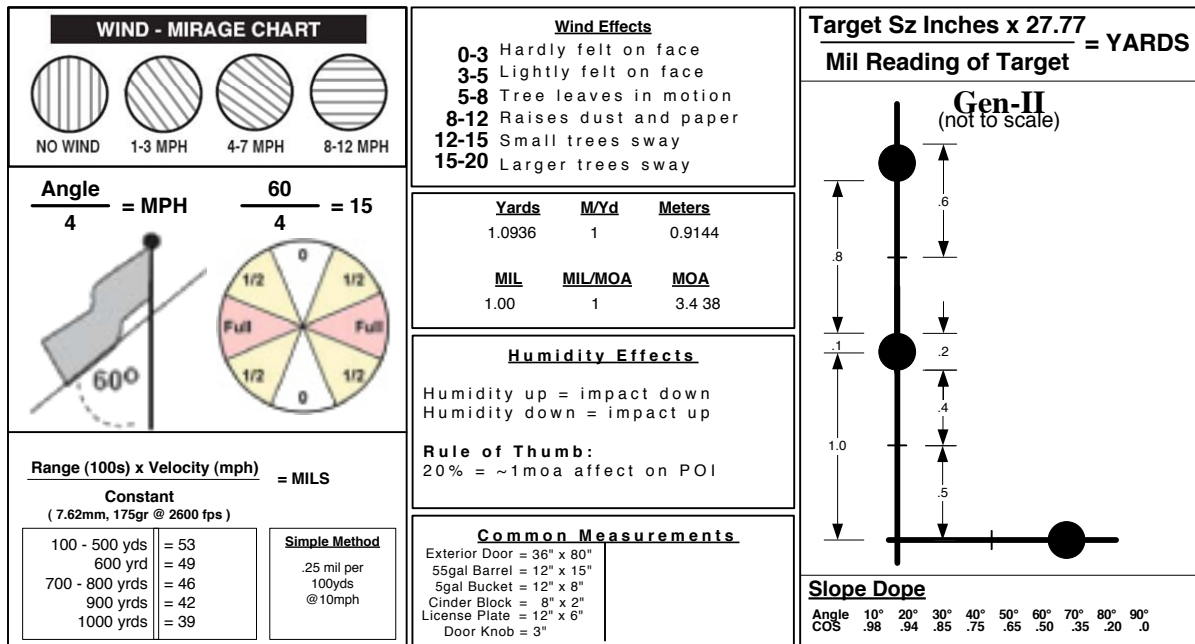 WIND - MIRAGE CHART
NO WIND 1-3 MPH 4-7 MPH 8-12 MPH
Angle
4
= MPH
60
4
= 15
60º
0
1/2 1/2
Full Full
1/2 1/2
0
Range (100s) x Velocity (mph)
= MILS
Constant
( 7.62mm, 175gr @ 2600 fps )
100 - 500 yds = 53
600 yrd = 49
700 - 800 yrds = 46
900 yrds = 42
1000 yrds = 39
Simple Method
.25 mil per
100yds
@10mph
Wind Effects
0-3 Hardly felt on face
3-5 Lightly felt on face
5-8 Tree leaves in motion
8-12 Raises dust and paper
12-15 Small trees sway
15-20 Larger trees sway
Yards M/Yd Meters
1.0936 1 0.9144
MIL MIL/MOA MOA
1.00 1 3.4 38
Humidity Effects
Humidity up = impact down
Humidity down = impact up
Rule of Thumb:
20% = ~1moa affect on POI
Common Measurements
Exterior Door = 36" x 80"
55gal Barrel = 12" x 15"
5gal Bucket = 12" x 8"
Cinder Block = 8" x 2"
License Plate = 12" x 6"
Door Knob = 3"
Target Sz Inches x 27.77
= YARDS
Mil Reading of Target
Gen-II
(not to scale)
.6
.8
.1 .2
.4
1.0
.5
Slope Dope
Angle 10° 20° 30° 40° 50° 60° 70° 80° 90°
COS .98 .94 .85 .75 .65 .50 .35 .20 .0